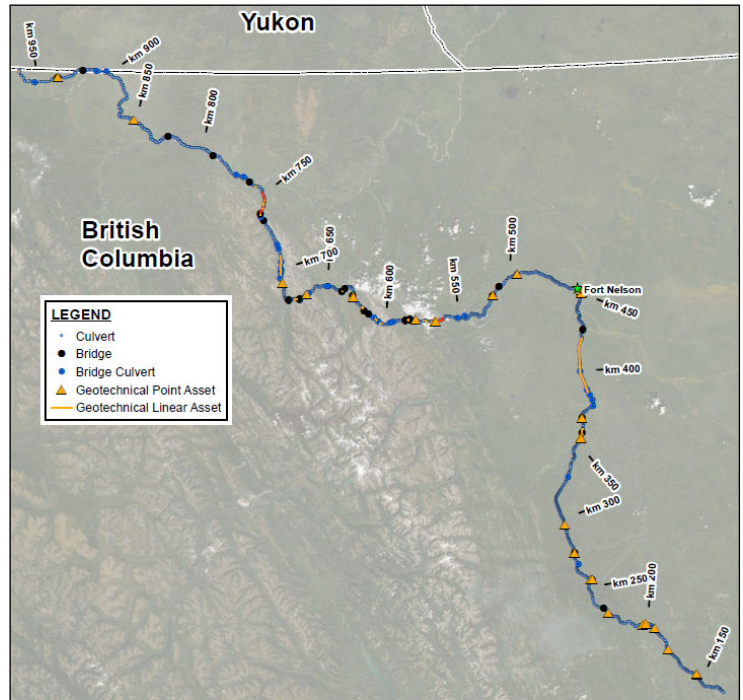 Yukon
km 950
km 900
km 850
km 800
km 750
British
Columbia
km 700
650
km 600
km 550
km 500
Fort Nelson
km 450
LEGEND
Culvert
Bridge
Bridge Culvert
Geotechnical Point Asset
Geotechnical Linear Asset
km 400
km 350
km 300
km 250
km 200
km 150